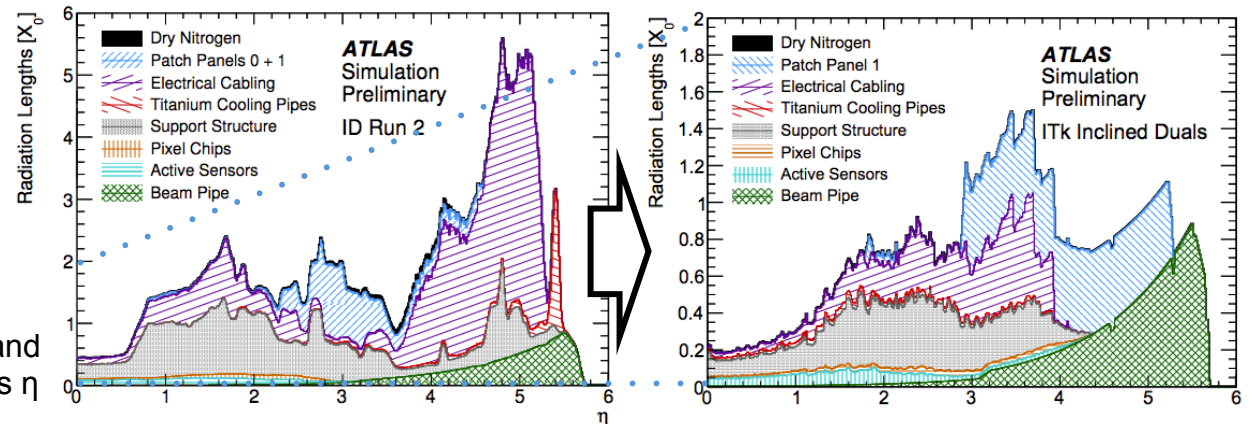 Radiation Lengths [X0]
6
5
4
3
2
1
0
Dry Nitrogen
Patch Panels 0 + 1
Electrical Cabling
Titanium Cooling Pipes
Support Structure
Pixel Chips
Active Sensors
Beam Pipe
ATLAS
Simulation
Preliminary
ID Run 2
0 1 2 3 4 5 6
η
and
s η
Radiation Lengths [X0]
2
1.8
1.6
1.4
1.2
1
0.8
0.6
0.4
0.2
0
Dry Nitrogen
Patch Panel 1
Electrical Cabling
Titanium Cooling Pipes
Support Structure
Pixel Chips
Active Sensors
Beam Pipe
ATLAS
Simulation
Preliminary
ITk Inclined Duals
0 1 2 3 4 5 6